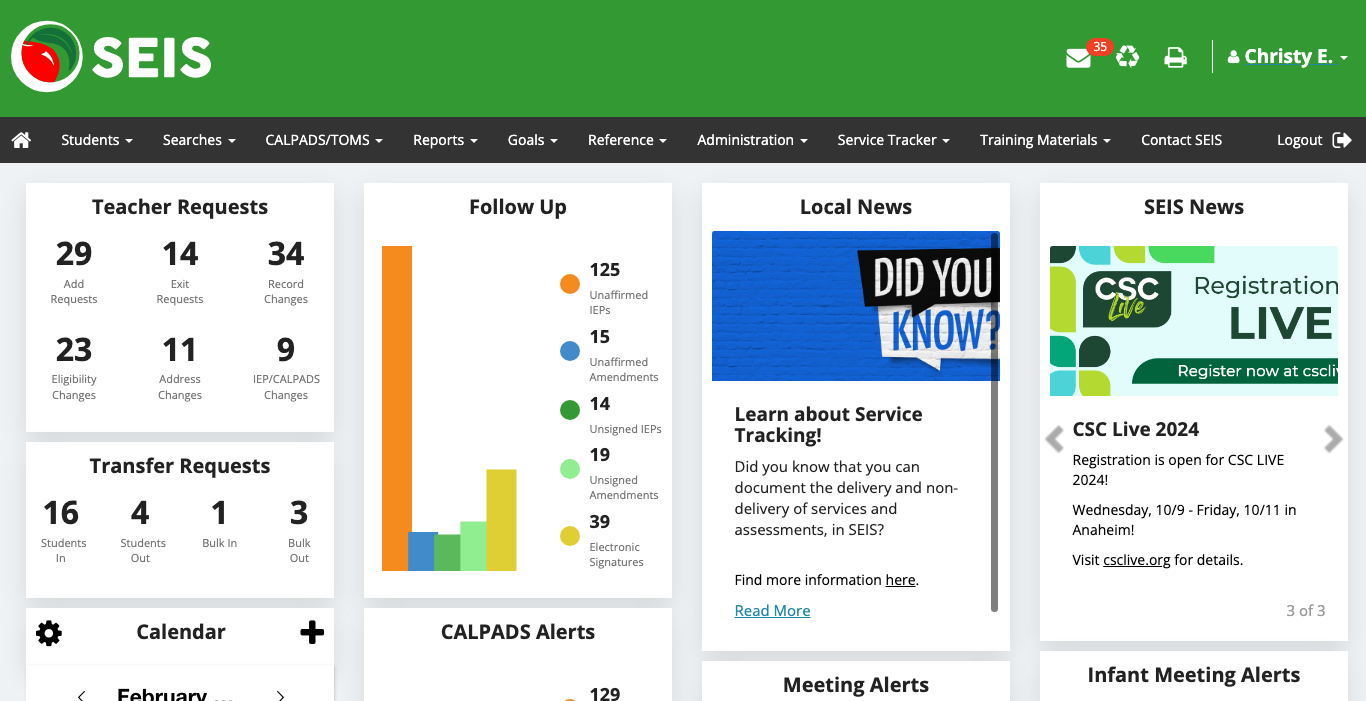 SEIS
35
Christy E.
Students
Searches
CALPADS/TOMS
Reports
Goals
Reference
Administration
Service Tracker
Training Materials
Contact SEIS
Logout
Teacher Requests
29
Add
Requests
14
Exit
Requests
34
Record
Changes
23
Eligibility
Changes
11
Address
Changes
9
IEP/CALPADS
Changes
Transfer Requests
16
Students
In
4
Students
Out
1
Bulk In
3
Bulk
Out
Calendar
February ...
Follow Up
125
Unaffirmed
IEPs
15
Unaffirmed
Amendments
14
Unsigned IEPs
19
Unsigned
Amendments
39
Electronic
Signatures
CALPADS Alerts
129
Local News
DID YOU
KNOW?
Learn about Service
Tracking!
Did you know that you can
document the delivery and non-
delivery of services and
assessments, in SEIS?
Find more information here.
Read More
Meeting Alerts
SEIS News
CSC
Live
Registration
LIVE
Register now at cscliv
CSC Live 2024
Registration is open for CSC LIVE
2024!
Wednesday, 10/9 - Friday, 10/11 in
Anaheim!
Visit csclive.org for details.
3 of 3
Infant Meeting Alerts